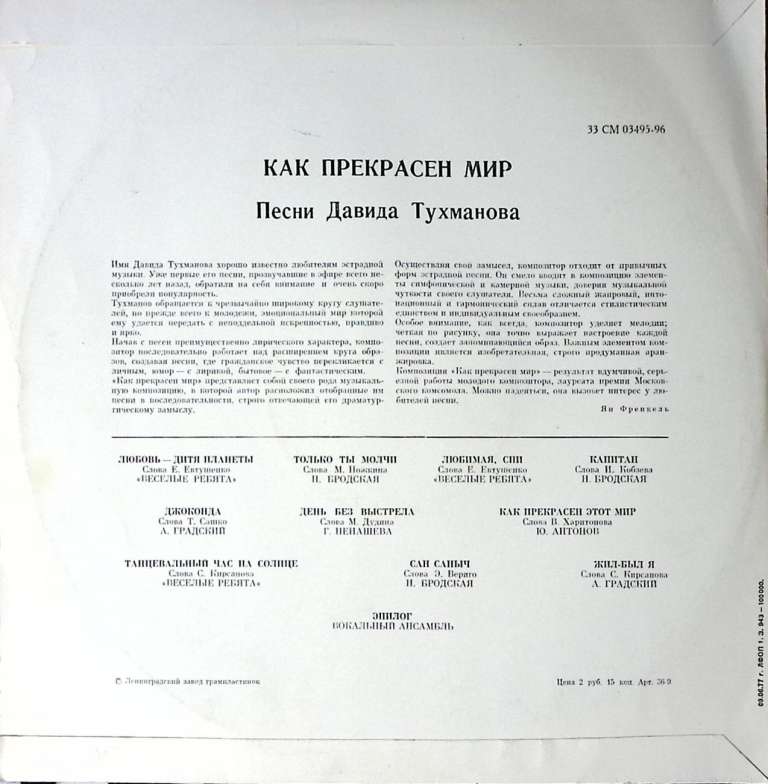 33 СМ 03495-96
КАК ПРЕКРАСЕН МИР
Песни Давида Тухманова
Имя Давида Тухманова хорошо известно любителям эстрадной
музыки. Уже первые его песни, прозвучавшие в эфире всего не-
сколько лет назад, обратили на себя внимание и очень скоро
приобрели популярность.
Тухманов обращается к чрезвычайно широкому кругу слушате-
лей, но прежде всего к молодежи, эмоциональный мир которой
ему удается передать с неподдельной искренностью, правдиво
и ярко.
Начав с песен преимущественно лирического характера, компо-
зитор последовательно работает над расширением круга обра-
зов, создавая песни, где гражданское чувство перекликается с
личным, юмор — с лирикой, бытовое — с фантастическим.
«Как прекрасен мир» представляет собой своего рода музыкаль-
ную композицию, в которой автор расположил отобранные им
песни в последовательности, строго отвечающей его драматур-
гическому замыслу.
Осуществляя свой замысел, композитор отходит от привычных
форм эстрадной песни. Он смело вводит в композицию элемен-
ты симфонической и камерной музыки, доверяя музыкальной
чуткости своего слушателя. Весьма сложный жанровый, инто-
национный и гармонический сплав отличается стилистическим
единством и индивидуальным своеобразием.
Особое внимание, как всегда, композитор уделяет мелодии;
четкая по рисунку, она точно выражает настроение каждой
песни, создает запоминающийся образ. Важным элементом ком-
позиции является изобретательная, строго продуманная аран-
жировка.
Композиция «Как прекрасен мир» — результат вдумчивой, серь-
езной работы молодого композитора, лауреата премии Москов-
ского комсомола. Можно надеяться, она вызовет интерес у лю-
бителей песни.
Ян Френкель
ЛЮБОВЬ — ДИТЯ ПЛАНЕТЫ
Слова Е. Евтушенко
«ВЕСЕЛЫЕ РЕБЯТА»
ТОЛЬКО ТЫ МОЛЧИ
Слова М. Ножкина
Н. БРОДСКАЯ
ЛЮБИМАЯ, СПИ
Слова Е. Евтушенко
«ВЕСЕЛЫЕ РЕБЯТА»
КАПИТАН
Слова И. Кобзева
Н. БРОДСКАЯ
ДЖОКОНДА
Слова Т. Сашко
А. ГРАДСКИЙ
ДЕНЬ БЕЗ ВЫСТРЕЛА
Слова М. Дудина
Г. НЕНАШЕВА
КАК ПРЕКРАСЕН ЭТОТ МИР
Слова В. Харитонова
Ю. АНТОНОВ
ТАНЦЕВАЛЬНЫЙ ЧАС НА СОЛНЦЕ
Слова С. Кирсанова
«ВЕСЕЛЫЕ РЕБЯТА»
САН САНЫЧ
Слова Э. Вериго
Н. БРОДСКАЯ
ЖИЛ-БЫЛ Я
Слова С. Кирсанова
А. ГРАДСКИЙ
ЭПИЛОГ
ВОКАЛЬНЫЙ АНСАМБЛЬ
Ⓒ Ленинградский завод грампластинок
Цена 2 руб. 15 коп. Арт. 36-9
09.06.77 г. ЛФОП 1. З. 943 — 100000.